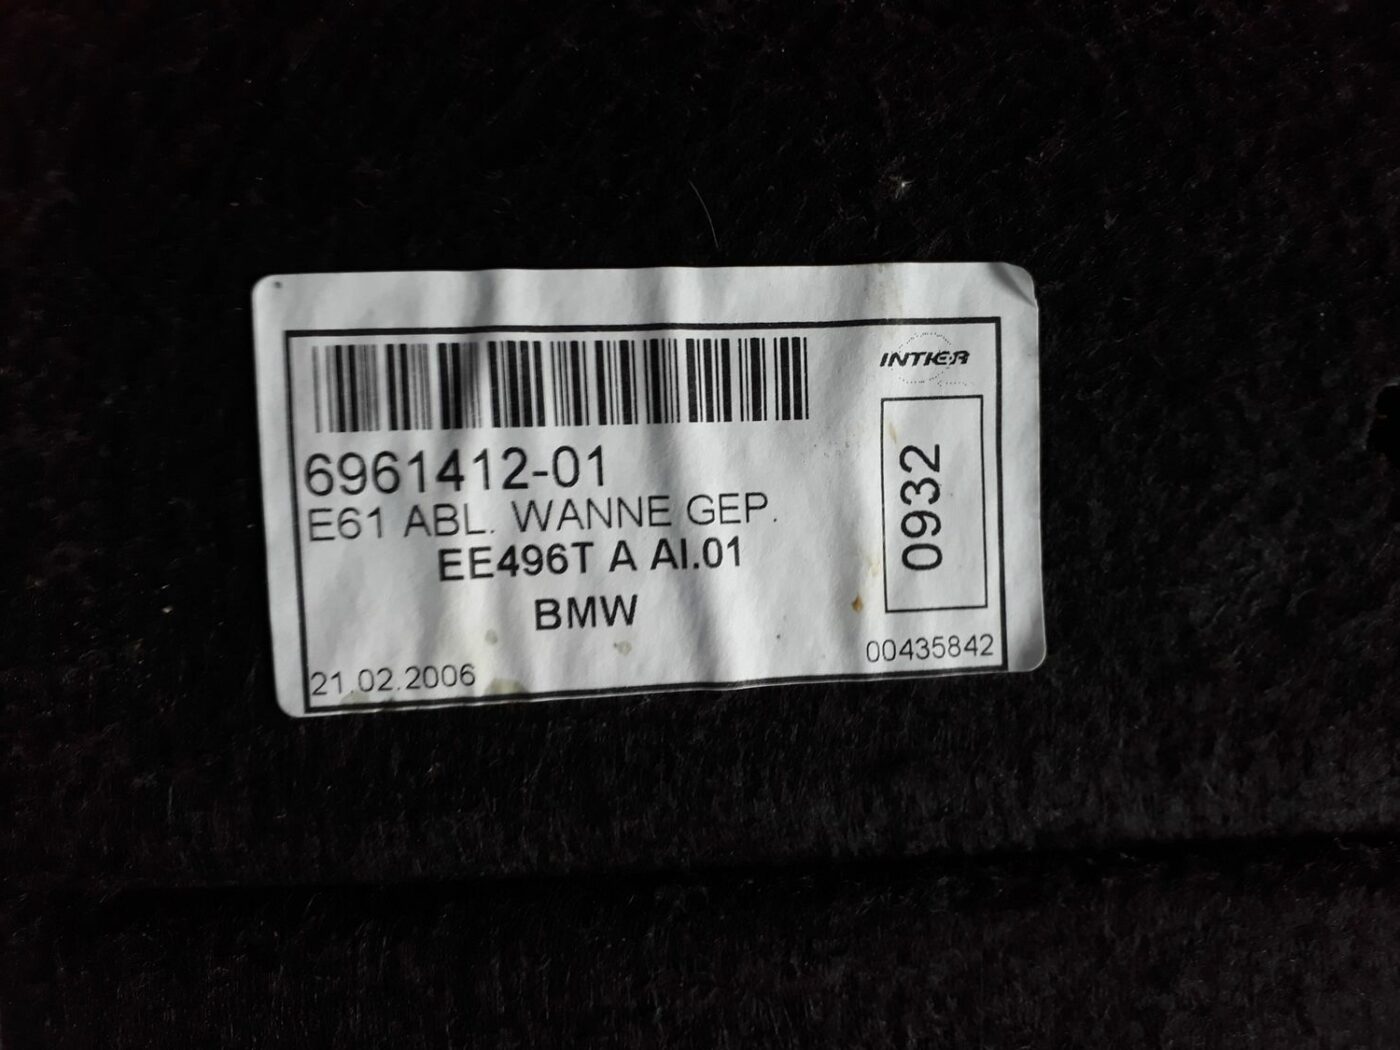 INTIER
6961412-01
E61 ABL. WANNE GEP.
EE496T A AI.01
BMW
0932
21.02.2006
00435842